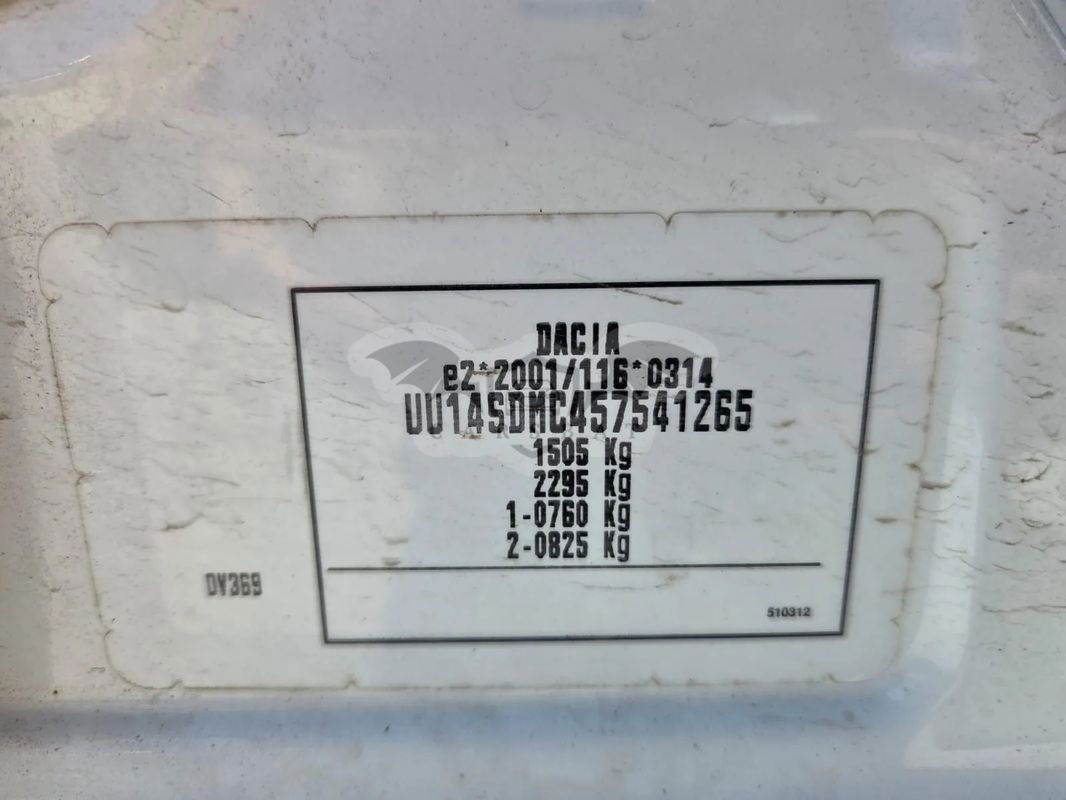 DACIA
e2*2001/116*0314
UU14SDMC457541265
1505 Kg
2295 Kg
1-0760 Kg
2-0825 Kg
DV369
510312